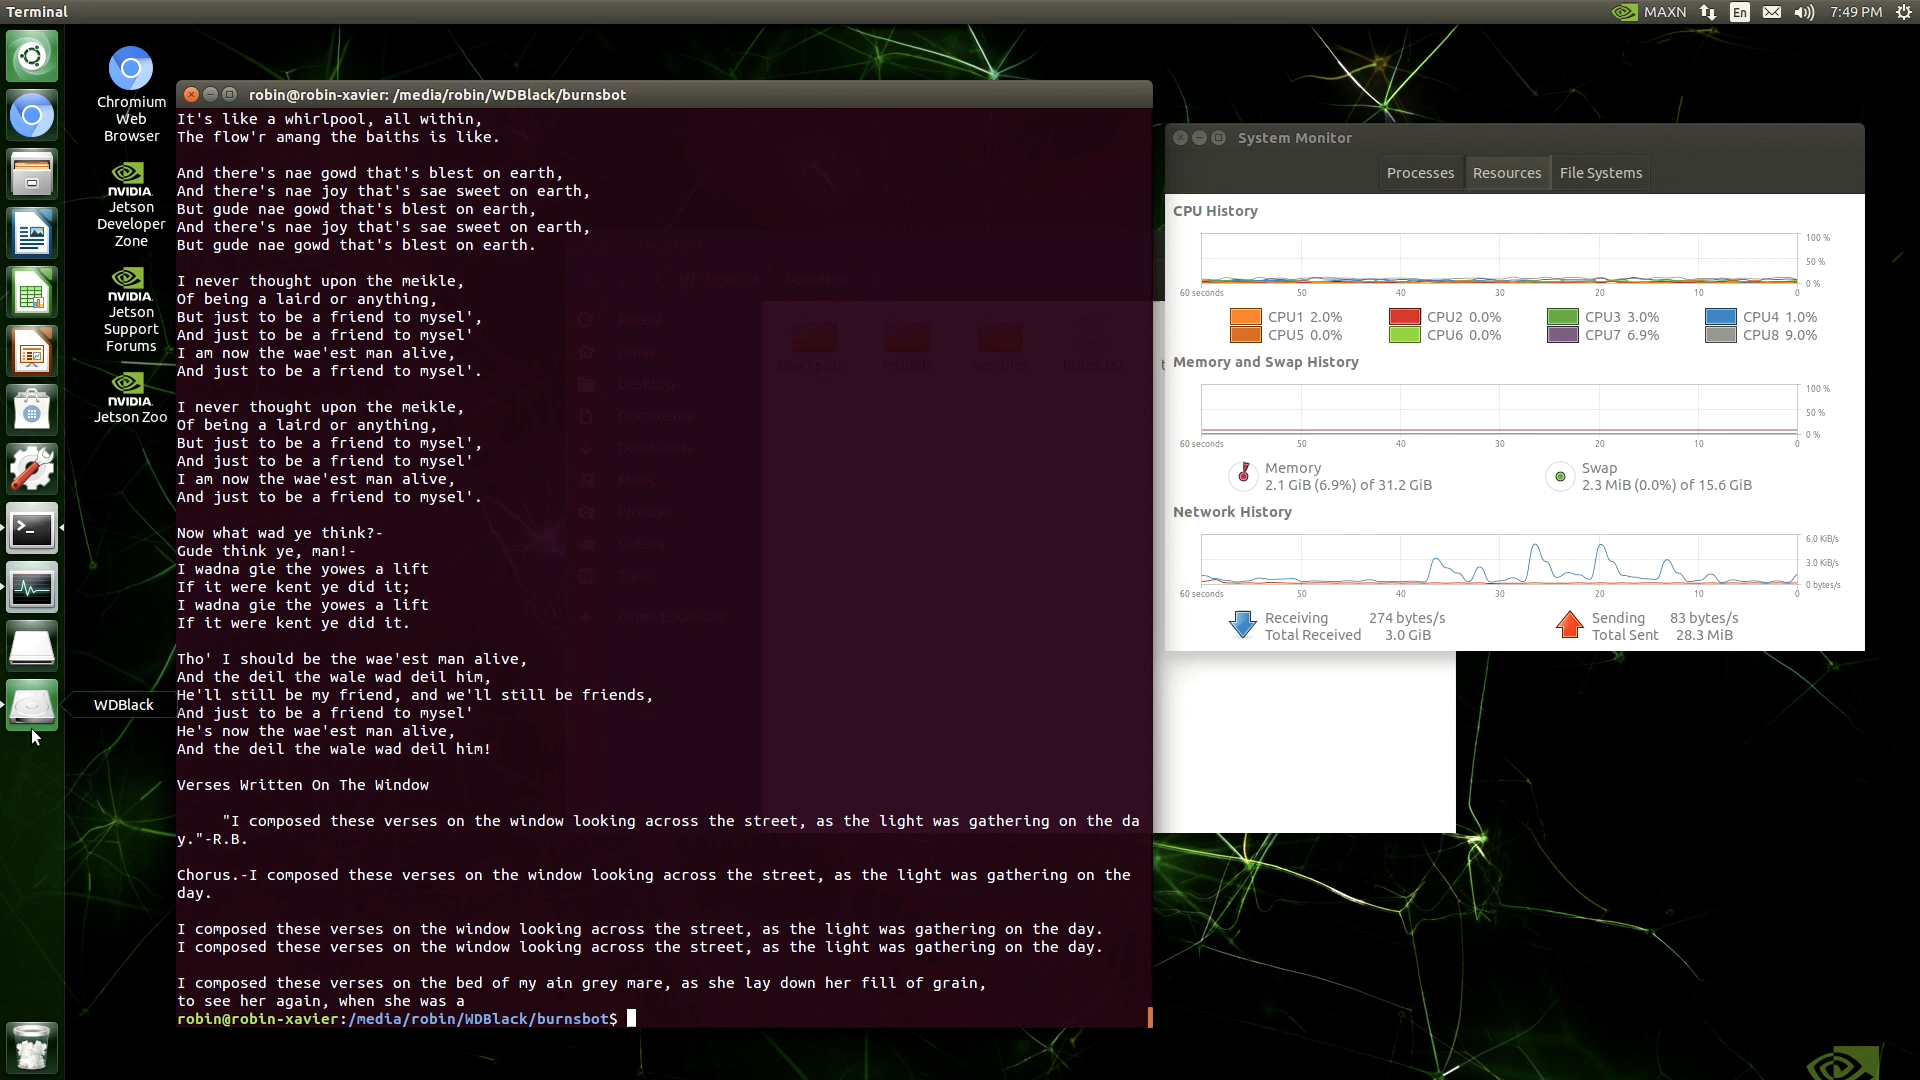 Terminal
MAXN
En
7:49 PM
Chromium
Web
Browser
NVIDIA.
Jetson
Developer
Zone
NVIDIA.
Jetson
Support
Forums
NVIDIA.
Jetson Zoo
WDBlack
robin@robin-xavier: /media/robin/WDBlack/burnsbot
It's like a whirlpool, all within,
The flow'r amang the baiths is like.
And there's nae gowd that's blest on earth,
And there's nae joy that's sae sweet on earth,
But gude nae gowd that's blest on earth,
And there's nae joy that's sae sweet on earth,
But gude nae gowd that's blest on earth.
I never thought upon the meikle,
Of being a laird or anything,
But just to be a friend to mysel',
And just to be a friend to mysel'
I am now the wae'est man alive,
And just to be a friend to mysel'.
I never thought upon the meikle,
Of being a laird or anything,
But just to be a friend to mysel',
And just to be a friend to mysel'
I am now the wae'est man alive,
And just to be a friend to mysel'.
Now what wad ye think?-
Gude think ye, man!-
I wadna gie the yowes a lift
If it were kent ye did it;
I wadna gie the yowes a lift
If it were kent ye did it.
Tho' I should be the wae'est man alive,
And the deil the wale wad deil him,
He'll still be my friend, and we'll still be friends,
And just to be a friend to mysel'
He's now the wae'est man alive,
And the deil the wale wad deil him!
Verses Written On The Window
"I composed these verses on the window looking across the street, as the light was gathering on the da
y."-R.B.
Chorus.-I composed these verses on the window looking across the street, as the light was gathering on the
day.
I composed these verses on the window looking across the street, as the light was gathering on the day.
I composed these verses on the window looking across the street, as the light was gathering on the day.
I composed these verses on the bed of my ain grey mare, as she lay down her fill of grain,
to see her again, when she was a
robin@robin-xavier:/media/robin/WDBlack/burnsbot$
Recent
Home
Desktop
Documents
Downloads
Music
Pictures
Videos
Trash
Other Locations
checkpoint
models
samples
System Monitor
Processes
Resources
File Systems
CPU History
100 %
50 %
0 %
60 seconds 50 40 30 20 10 0
CPU1 2.0% CPU2 0.0% CPU3 3.0% CPU4 1.0%
CPU5 0.0% CPU6 0.0% CPU7 6.9% CPU8 9.0%
Memory and Swap History
100 %
50 %
0 %
60 seconds 50 40 30 20 10 0
Memory
2.1 GiB (6.9%) of 31.2 GiB
Swap
2.3 MiB (0.0%) of 15.6 GiB
Network History
6.0 KiB/s
3.0 KiB/s
0 bytes/s
60 seconds 50 40 30 20 10 0
Receiving 274 bytes/s
Total Received 3.0 GiB
Sending 83 bytes/s
Total Sent 28.3 MiB